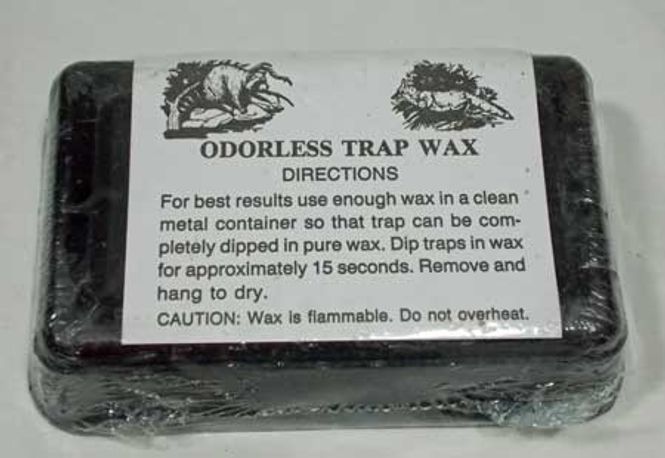 ODORLESS TRAP WAX
DIRECTIONS
For best results use enough wax in a clean
metal container so that trap can be com-
pletely dipped in pure wax. Dip traps in wax
for approximately 15 seconds. Remove and
hang to dry.
CAUTION: Wax is flammable. Do not overheat.